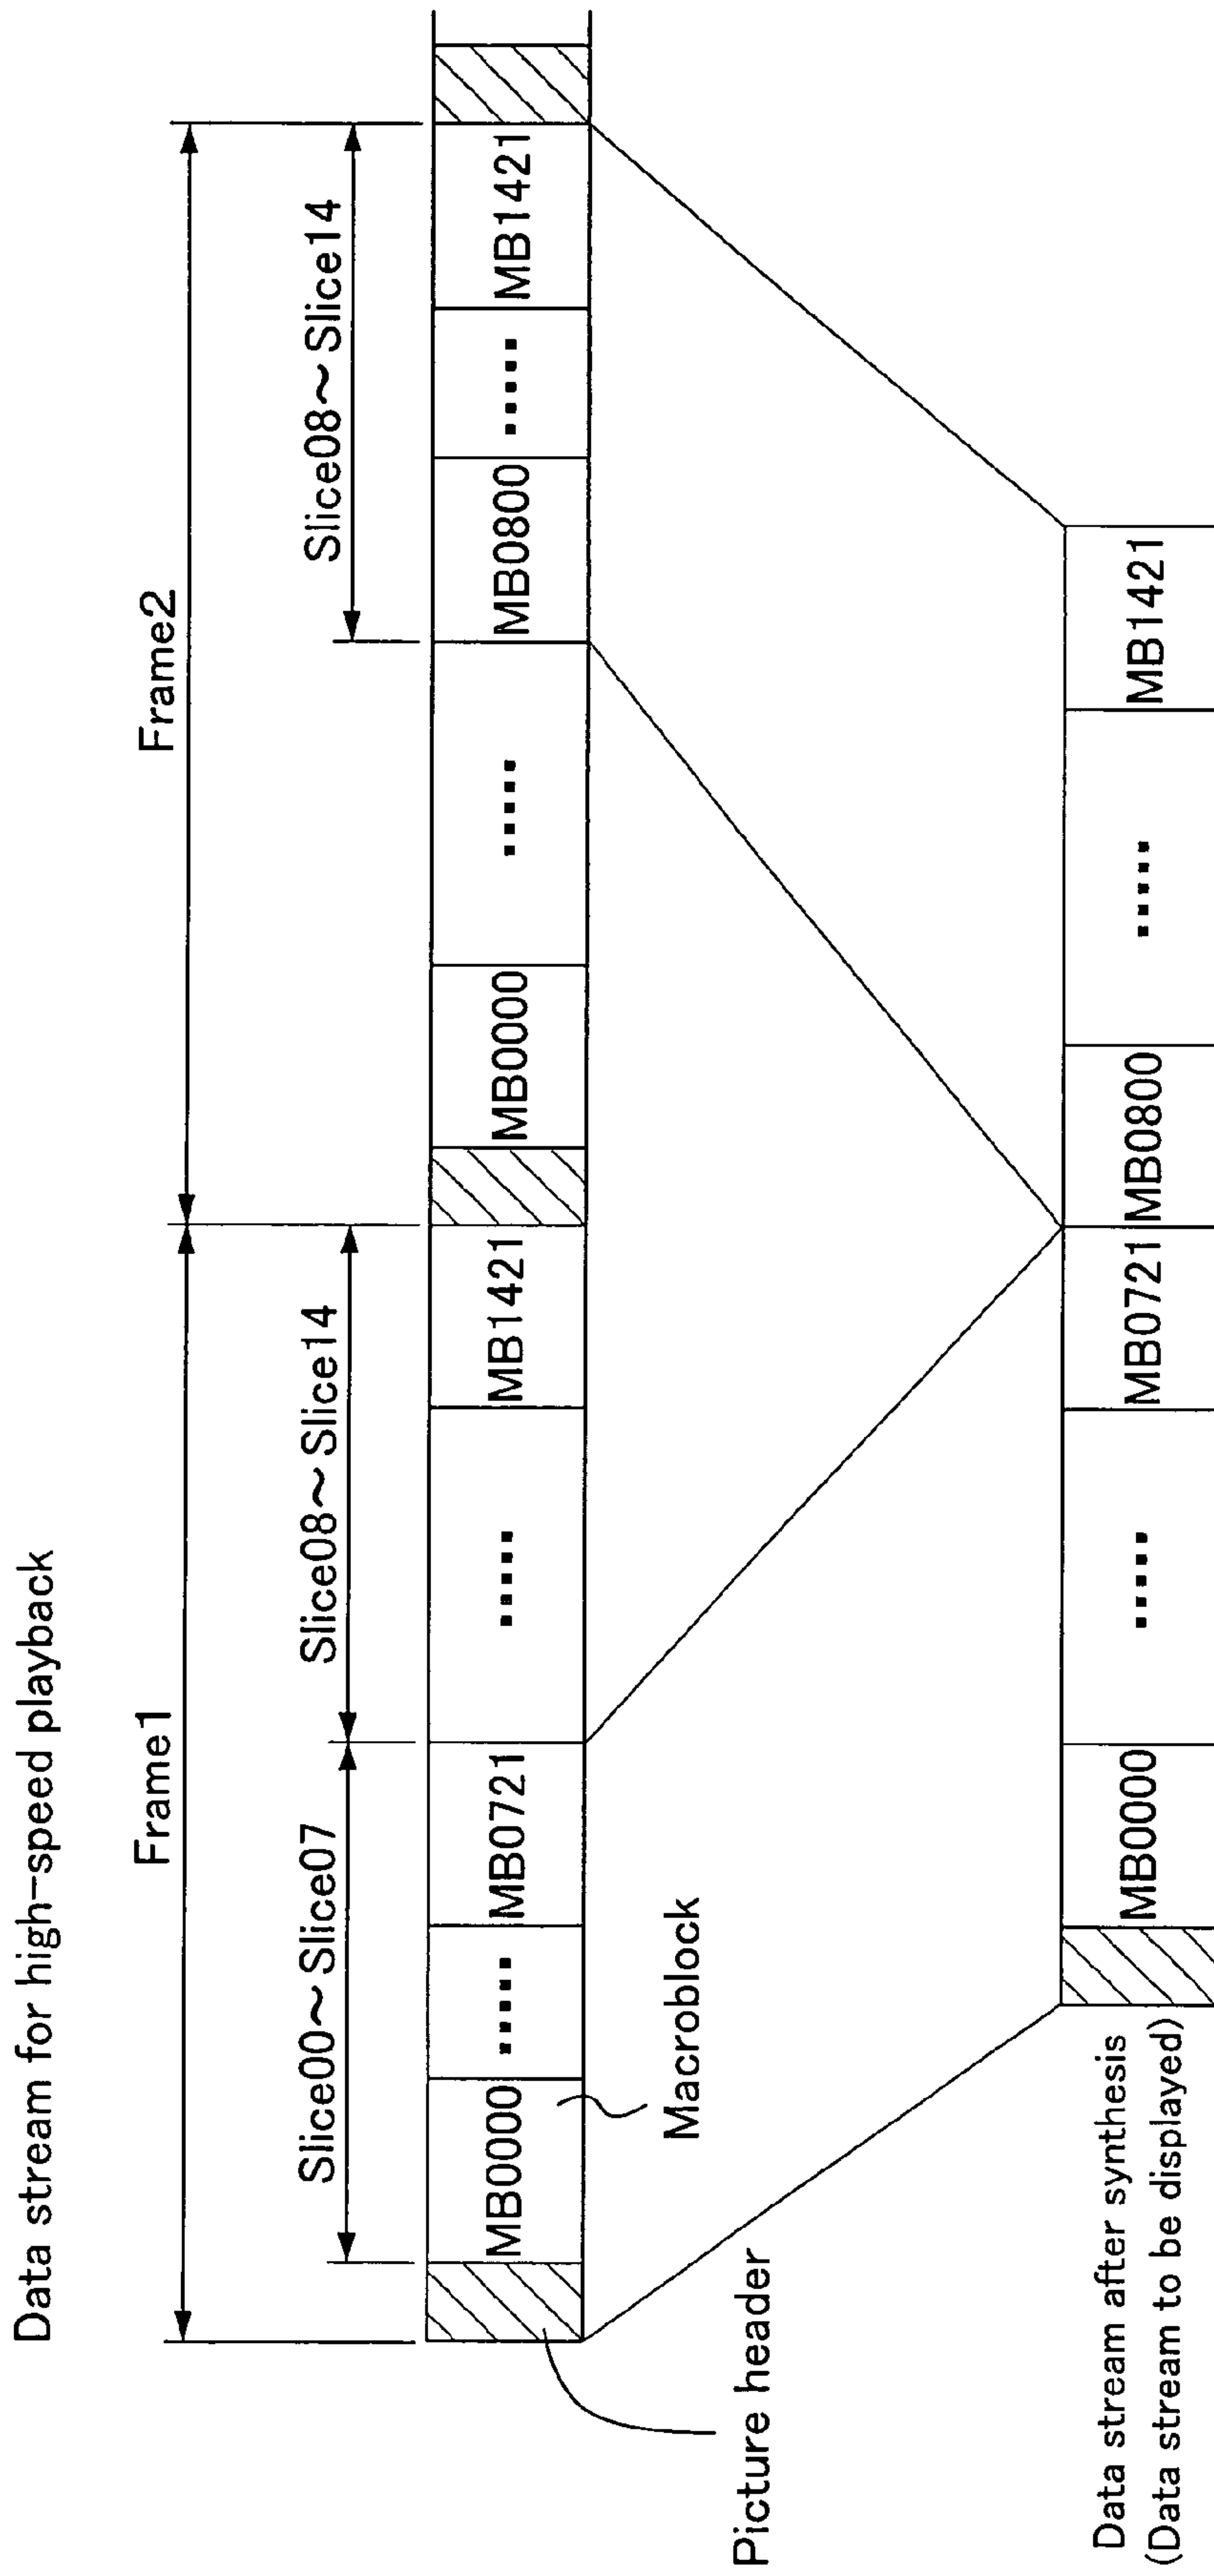 Data stream for high-speed playback
Frame1
Frame2
Slice00~Slice07
Slice08~Slice14
Slice08~Slice14
MB0000
.....
MB0721
.....
MB1421
MB0000
.....
MB0800
.....
MB1421
Picture header
Macroblock
Data stream after synthesis
(Data stream to be displayed)
MB0000
.....
MB0721
MB0800
.....
MB1421